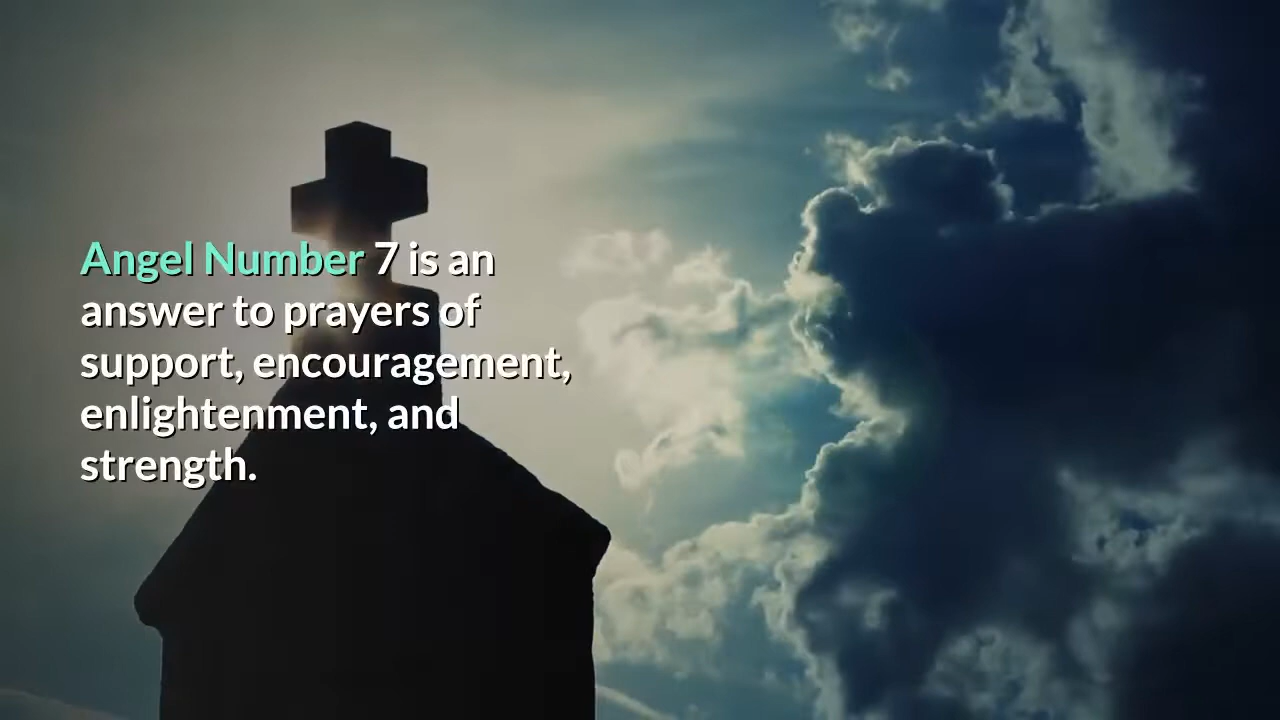 Angel Number 7 is an
answer to prayers of
support, encouragement,
enlightenment, and
strength.